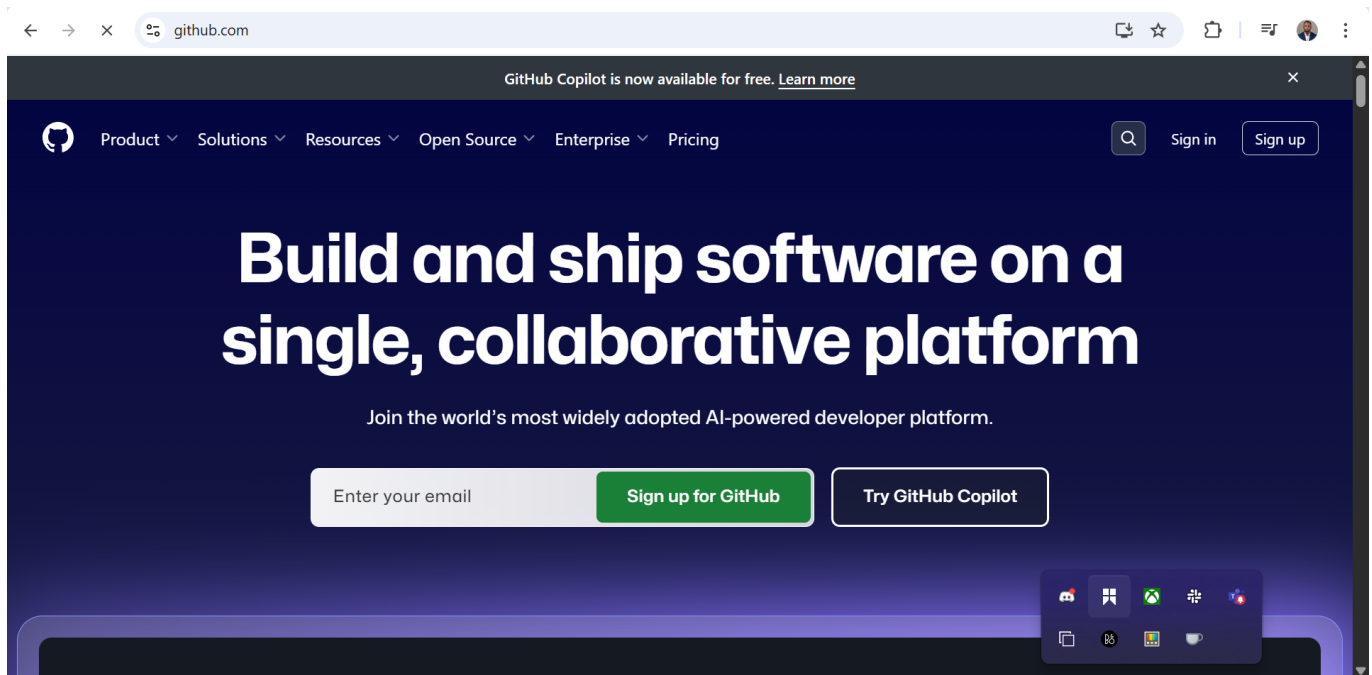 github.com
GitHub Copilot is now available for free. Learn more
Product Solutions Resources Open Source Enterprise Pricing Sign in Sign up
Build and ship software on a
single, collaborative platform
Join the world's most widely adopted AI-powered developer platform.
Enter your email Sign up for GitHub Try GitHub Copilot